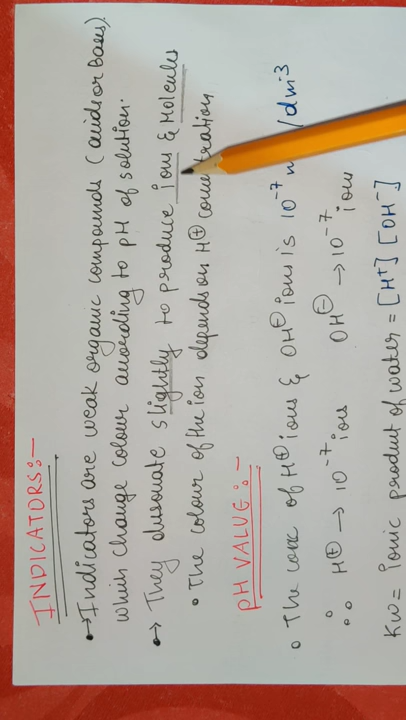 INDICATORS:-
→ Indicators are weak organic compounds (acids or bases)
which change colour according to pH of solution.
→ They dissociate slightly to produce ions & molecules
• The colour of the ion depends on H⊕
pH VALUE:-
• The conc of H⊕ ions & OH⊖ ions is 10⁻⁷ /dm³
∴ H⊕ → 10⁻⁷ ions OH⊖ → 10⁻⁷ ions
Kw = ionic product of water = [H⁺] [OH⁻]